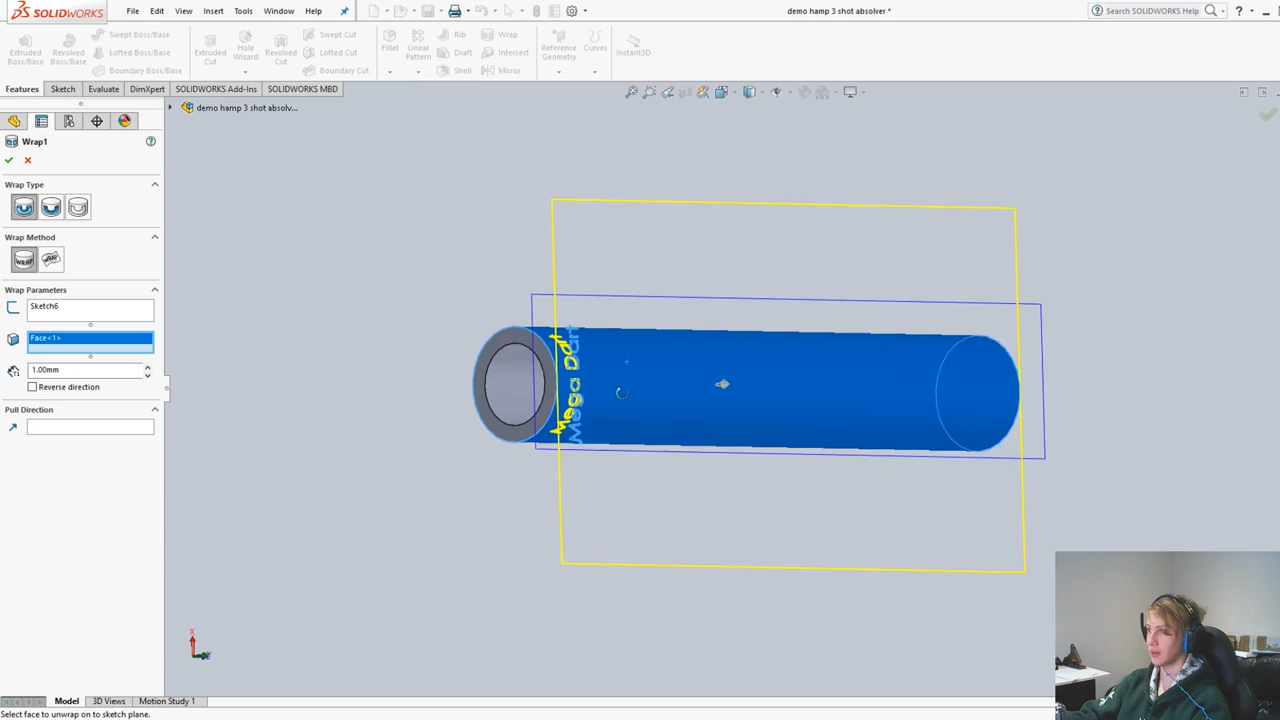 SOLIDWORKS File Edit View Insert Tools Window Help demo hamp 3 shot absolver * Search SOLIDWORKS Help ?
Extruded Boss/Base
Revolved Boss/Base
Swept Boss/Base
Lofted Boss/Base
Boundary Boss/Base
Extruded Cut
Hole Wizard
Revolved Cut
Swept Cut
Lofted Cut
Boundary Cut
Fillet
Linear Pattern
Rib
Draft
Shell
Wrap
Intersect
Mirror
Reference Geometry
Curves
Instant3D
Features Sketch Evaluate DimXpert SOLIDWORKS Add-Ins SOLIDWORKS MBD
demo hamp 3 shot absolv...
Wrap1
Wrap Type
Wrap Method
WRAP
Wrap Parameters
Sketch6
Face<1>
1.00mm
Reverse direction
Pull Direction
Mega Dart
Mega Dart
X
Model 3D Views Motion Study 1
Select face to unwrap on to sketch plane.